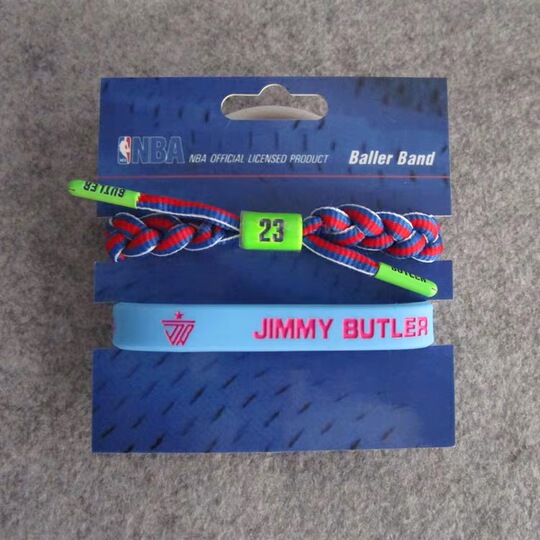 NBA NBA OFFICIAL LICENSED PRODUCT Baller Band
BUTLER
23
BUTLER
JIMMY BUTLER